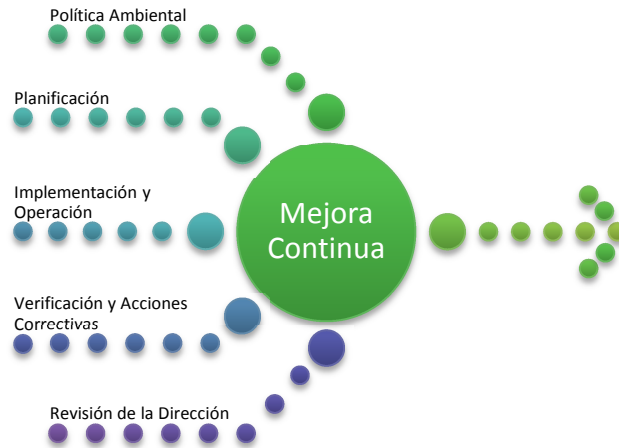 Política Ambiental
Planificación
Implementación y
Operación
Mejora
Continua
Verificación y Acciones
Correctivas
Revisión de la Dirección